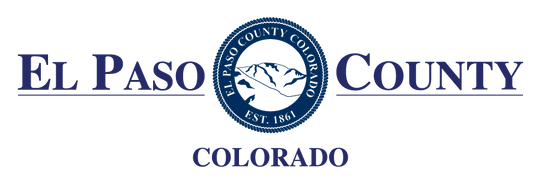 EL PASO COUNTY
EL PASO COUNTY COLORADO
EST. 1861
COLORADO